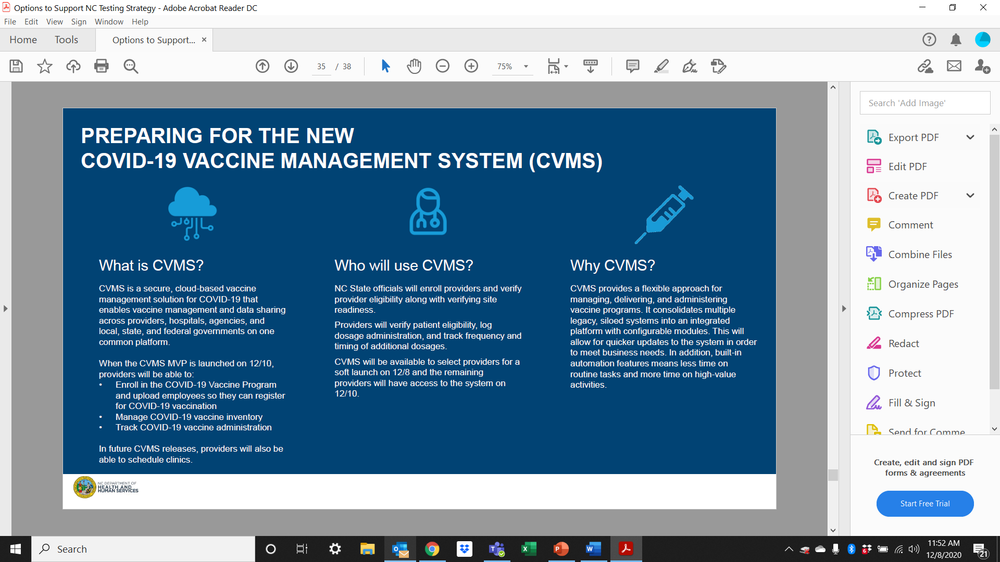 Options to Support NC Testing Strategy - Adobe Acrobat Reader DC
File Edit View Sign Window Help
Home Tools Options to Support... ×
35 / 38 75%
Search 'Add Image'
Export PDF
Edit PDF
Create PDF
Comment
Combine Files
Organize Pages
Compress PDF
Redact
Protect
Fill & Sign
Send for Comme
Create, edit and sign PDF
forms & agreements
Start Free Trial
PREPARING FOR THE NEW
COVID-19 VACCINE MANAGEMENT SYSTEM (CVMS)
What is CVMS?
CVMS is a secure, cloud-based vaccine
management solution for COVID-19 that
enables vaccine management and data sharing
across providers, hospitals, agencies, and
local, state, and federal governments on one
common platform.
When the CVMS MVP is launched on 12/10,
providers will be able to:
• Enroll in the COVID-19 Vaccine Program
and upload employees so they can register
for COVID-19 vaccination
• Manage COVID-19 vaccine inventory
• Track COVID-19 vaccine administration
In future CVMS releases, providers will also be
able to schedule clinics.
Who will use CVMS?
NC State officials will enroll providers and verify
provider eligibility along with verifying site
readiness.
Providers will verify patient eligibility, log
dosage administration, and track frequency and
timing of additional dosages.
CVMS will be available to select providers for a
soft launch on 12/8 and the remaining
providers will have access to the system on
12/10.
Why CVMS?
CVMS provides a flexible approach for
managing, delivering, and administering
vaccine programs. It consolidates multiple
legacy, siloed systems into an integrated
platform with configurable modules. This will
allow for quicker updates to the system in order
to meet business needs. In addition, built-in
automation features means less time on
routine tasks and more time on high-value
activities.
NC DEPARTMENT OF
HEALTH AND
HUMAN SERVICES
Search
11:52 AM
12/8/2020
21